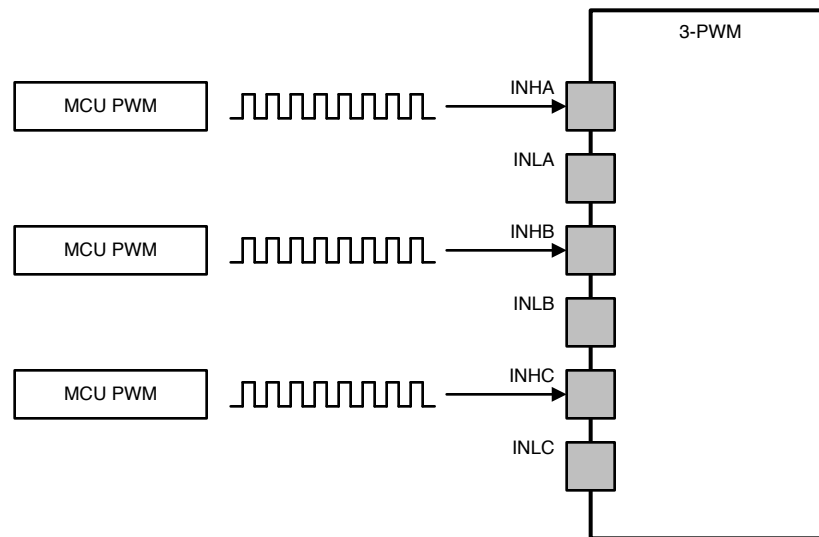 3-PWM
MCU PWM
INHA
INLA
MCU PWM
INHB
INLB
MCU PWM
INHC
INLC